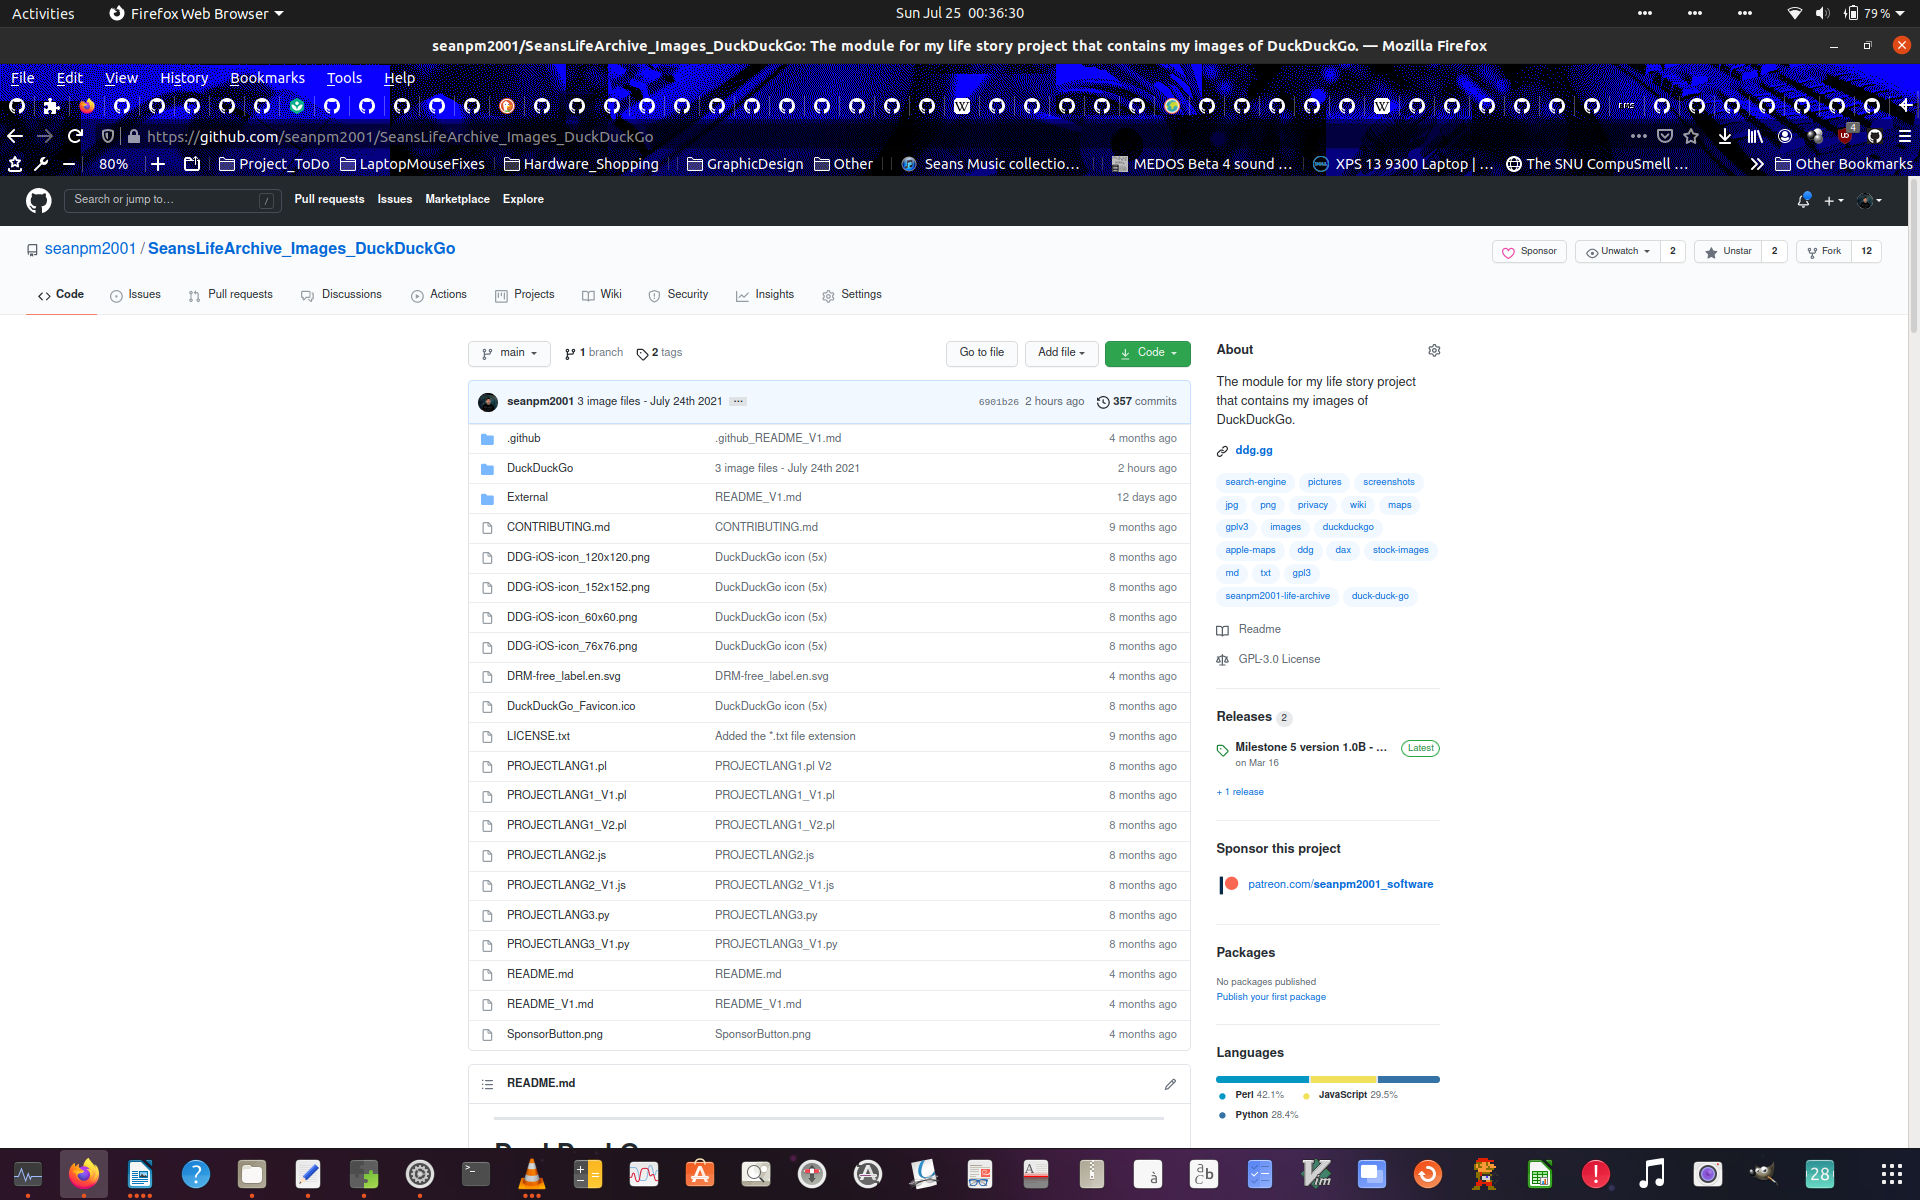 Activities Firefox Web Browser Sun Jul 25 00:36:30 79 %
seanpm2001/SeansLifeArchive_Images_DuckDuckGo: The module for my life story project that contains my images of DuckDuckGo. — Mozilla Firefox
File Edit View History Bookmarks Tools Help
https://github.com/seanpm2001/SeansLifeArchive_Images_DuckDuckGo 4
80% Project_ToDo LaptopMouseFixes Hardware_Shopping GraphicDesign Other Seans Music collectio… MEDOS Beta 4 sound … XPS 13 9300 Laptop | … The SNU CompuSmell … Other Bookmarks
Search or jump to… / Pull requests Issues Marketplace Explore
seanpm2001 / SeansLifeArchive_Images_DuckDuckGo Sponsor Unwatch 2 Unstar 2 Fork 12
Code Issues Pull requests Discussions Actions Projects Wiki Security Insights Settings
main 1 branch 2 tags Go to file Add file Code
seanpm2001 3 image files - July 24th 2021 … 6901b26 2 hours ago 357 commits
.github .github_README_V1.md 4 months ago
DuckDuckGo 3 image files - July 24th 2021 2 hours ago
External README_V1.md 12 days ago
CONTRIBUTING.md CONTRIBUTING.md 9 months ago
DDG-iOS-icon_120x120.png DuckDuckGo icon (5x) 8 months ago
DDG-iOS-icon_152x152.png DuckDuckGo icon (5x) 8 months ago
DDG-iOS-icon_60x60.png DuckDuckGo icon (5x) 8 months ago
DDG-iOS-icon_76x76.png DuckDuckGo icon (5x) 8 months ago
DRM-free_label.en.svg DRM-free_label.en.svg 4 months ago
DuckDuckGo_Favicon.ico DuckDuckGo icon (5x) 8 months ago
LICENSE.txt Added the *.txt file extension 9 months ago
PROJECTLANG1.pl PROJECTLANG1.pl V2 8 months ago
PROJECTLANG1_V1.pl PROJECTLANG1_V1.pl 8 months ago
PROJECTLANG1_V2.pl PROJECTLANG1_V2.pl 8 months ago
PROJECTLANG2.js PROJECTLANG2.js 8 months ago
PROJECTLANG2_V1.js PROJECTLANG2_V1.js 8 months ago
PROJECTLANG3.py PROJECTLANG3.py 8 months ago
PROJECTLANG3_V1.py PROJECTLANG3_V1.py 8 months ago
README.md README.md 4 months ago
README_V1.md README_V1.md 4 months ago
SponsorButton.png SponsorButton.png 4 months ago
README.md
About
The module for my life story project
that contains my images of
DuckDuckGo.
ddg.gg
search-engine pictures screenshots
jpg png privacy wiki maps
gplv3 images duckduckgo
apple-maps ddg dax stock-images
md txt gpl3
seanpm2001-life-archive duck-duck-go
Readme
GPL-3.0 License
Releases 2
Milestone 5 version 1.0B - … Latest
on Mar 16
+ 1 release
Sponsor this project
patreon.com/seanpm2001_software
Packages
No packages published
Publish your first package
Languages
Perl 42.1% JavaScript 29.5%
Python 28.4%
28